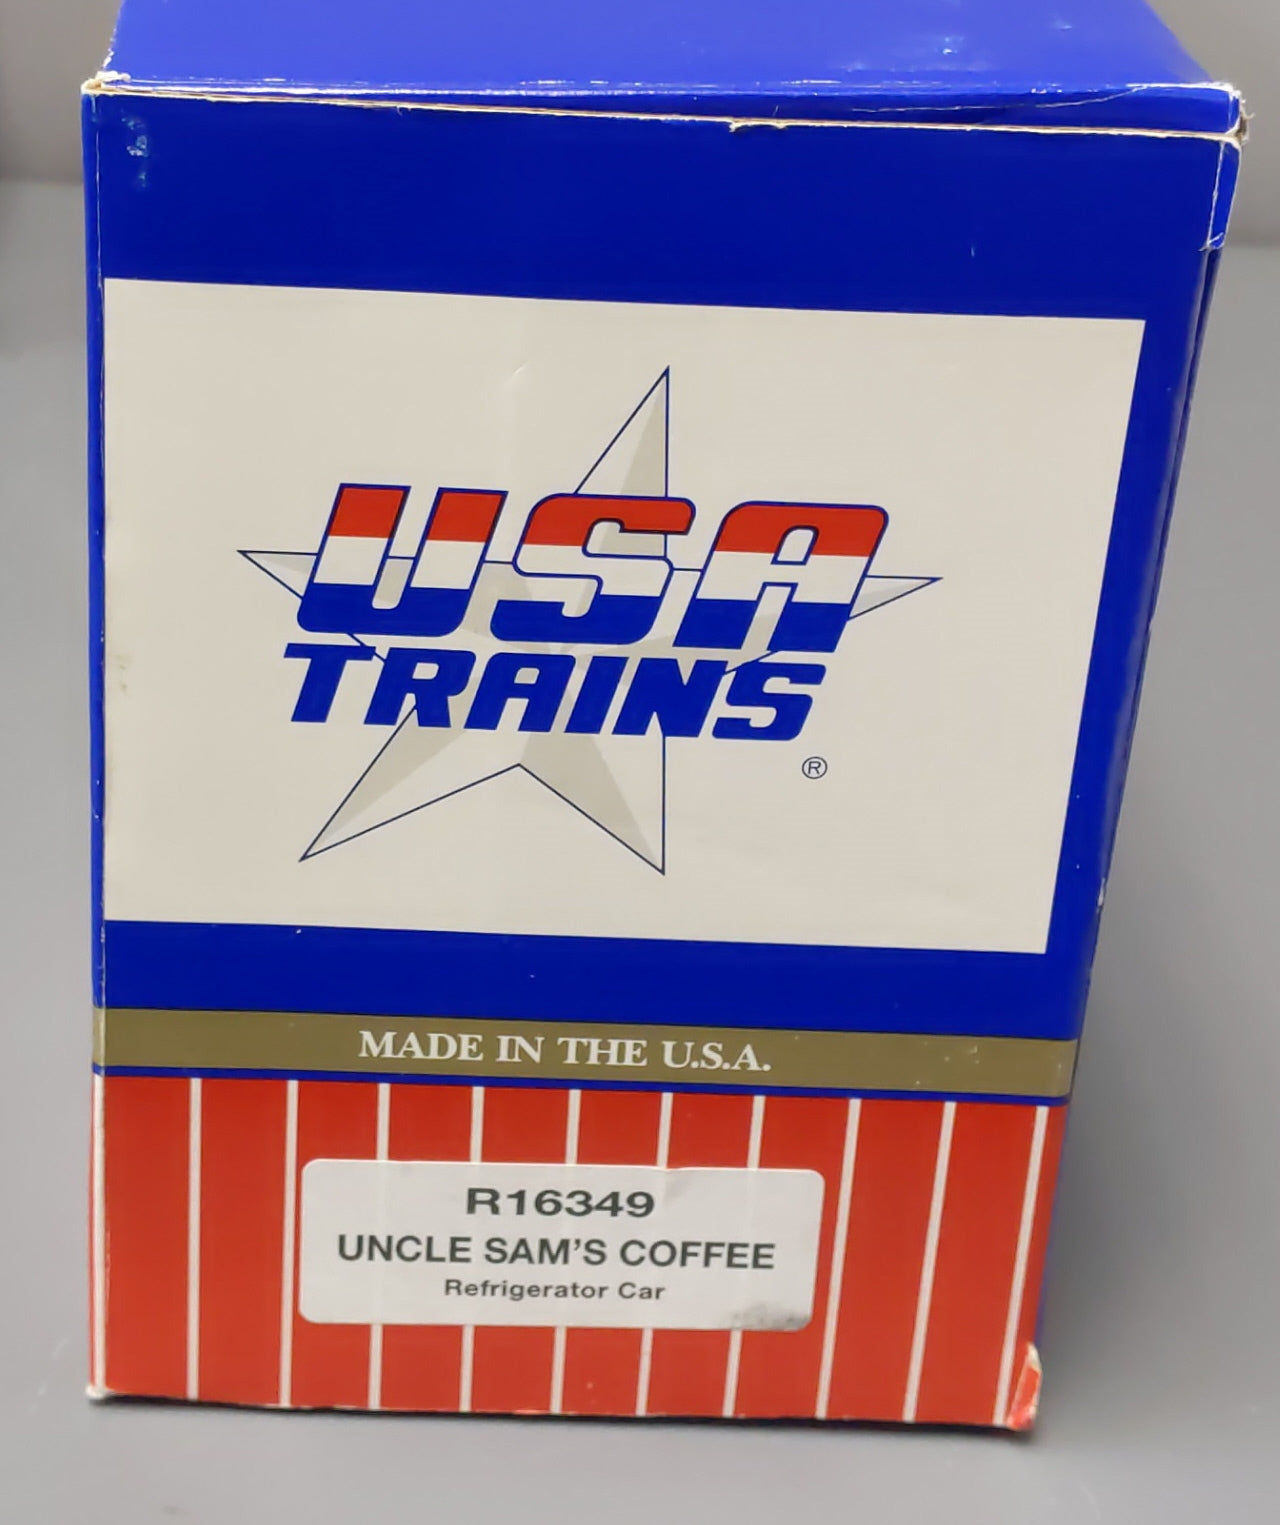 USA
TRAINS
®
MADE IN THE U.S.A.
R16349
UNCLE SAM'S COFFEE
Refrigerator Car